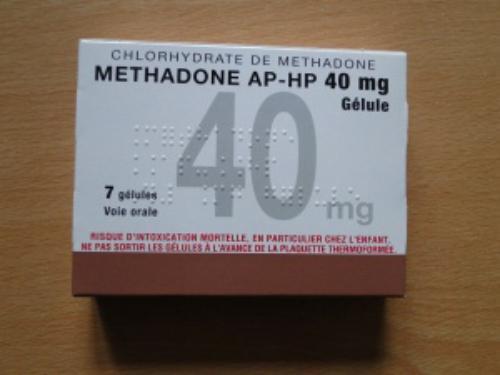 CHLORHYDRATE DE METHADONE
METHADONE AP-HP 40 mg
Gélule
40 mg
7 gélules
Voie orale
RISQUE D'INTOXICATION MORTELLE, EN PARTICULIER CHEZ L'ENFANT.
NE PAS SORTIR LES GÉLULES À L'AVANCE DE LA PLAQUETTE THERMOFORMÉE.